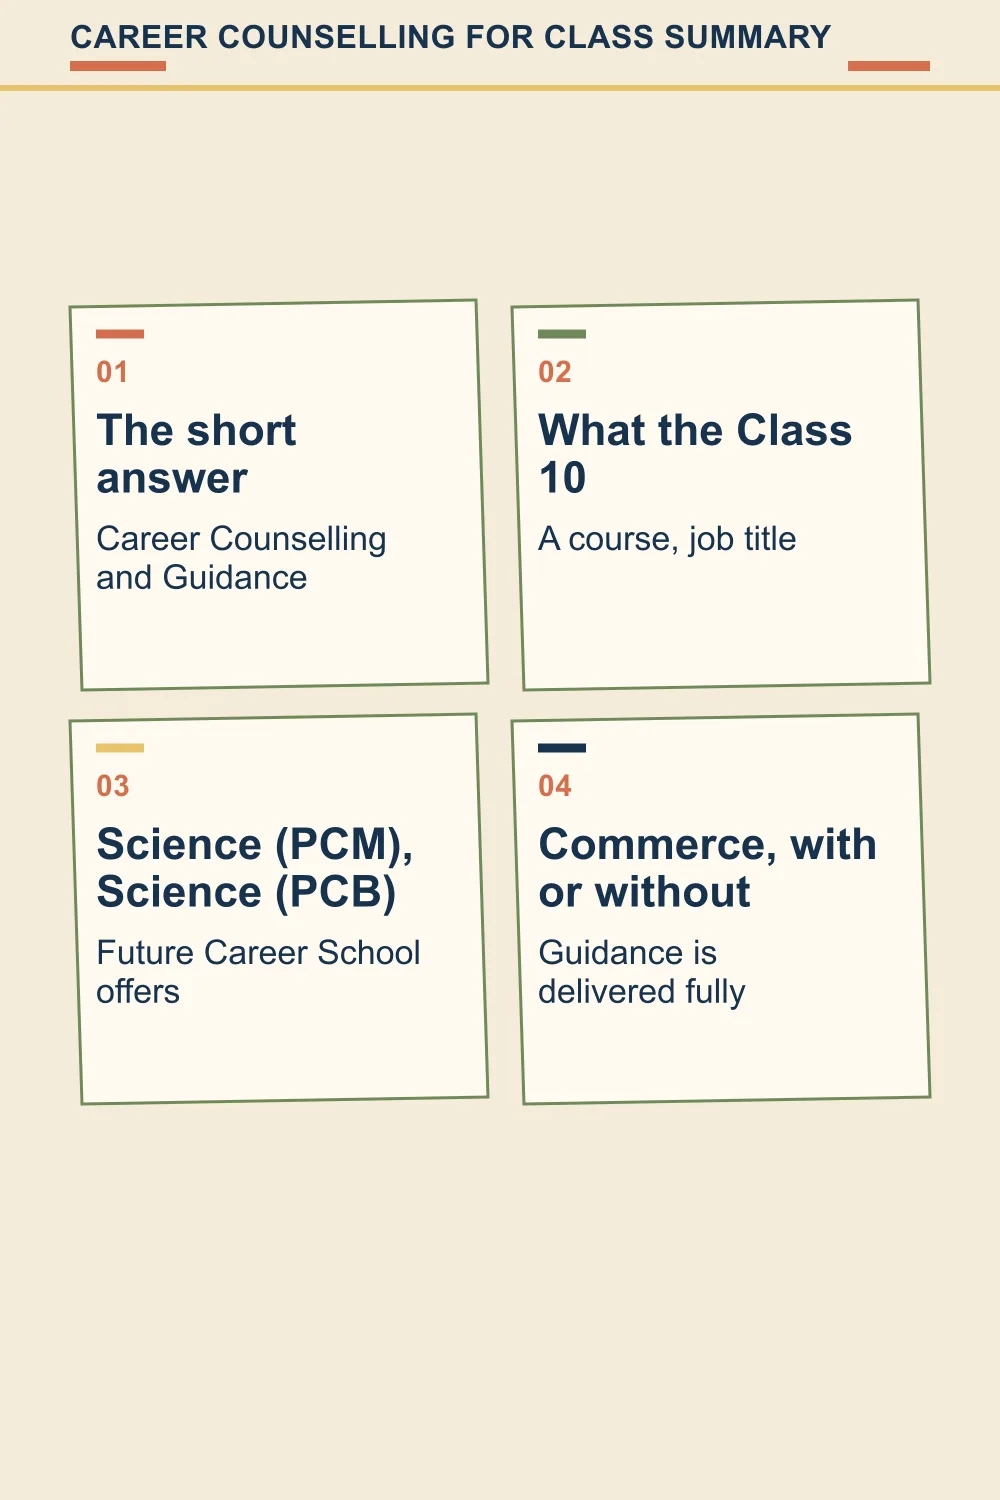 CAREER COUNSELLING FOR CLASS SUMMARY
01
The short
answer
Career Counselling
and Guidance
02
What the Class
10
A course, job title
03
Science (PCM),
Science (PCB)
Future Career School
offers
04
Commerce, with
or without
Guidance is
delivered fully